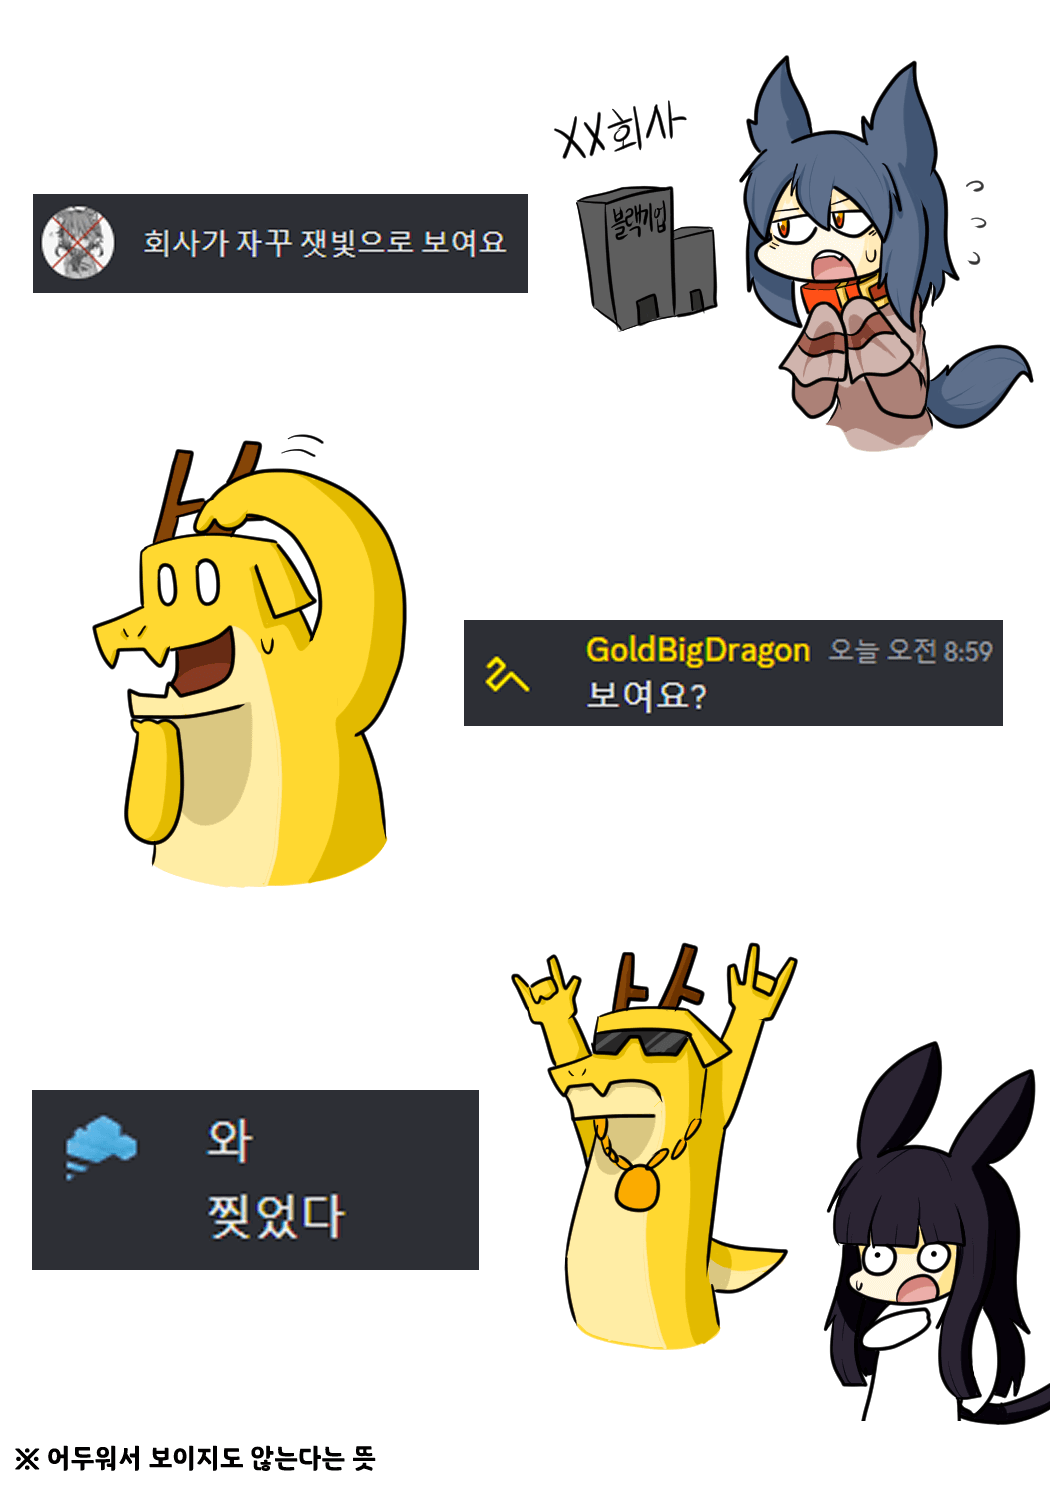 XX회사
블랙기업
회사가 자꾸 잿빛으로 보여요
GoldBigDragon 오늘 오전 8:59
보여요?
와
찢었다
※ 어두워서 보이지도 않는다는 뜻